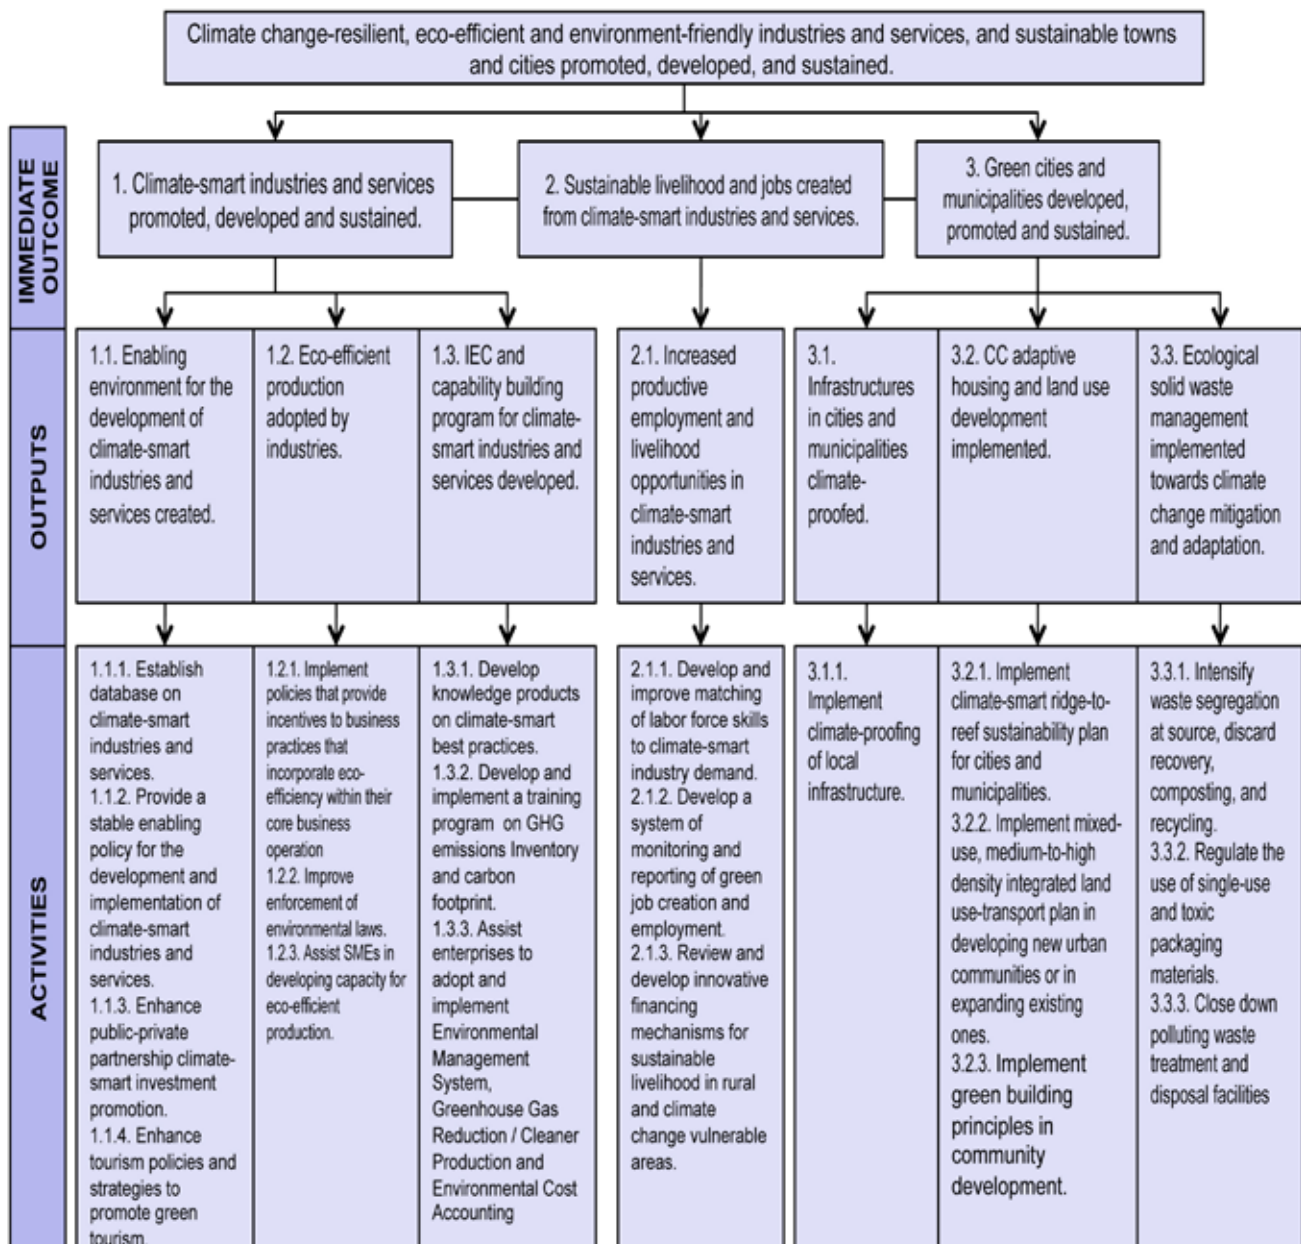 Climate change-resilient, eco-efficient and environment-friendly industries and services, and sustainable towns
and cities promoted, developed, and sustained.
IMMEDIATE
OUTCOME
1. Climate-smart industries and services
promoted, developed and sustained.
2. Sustainable livelihood and jobs created
from climate-smart industries and services.
3. Green cities and
municipalities developed,
promoted and sustained.
OUTPUTS
1.1. Enabling
environment for the
development of
climate-smart
industries and
services created.
1.2. Eco-efficient
production
adopted by
industries.
1.3. IEC and
capability building
program for climate-
smart industries and
services developed.
2.1. Increased
productive
employment and
livelihood
opportunities in
climate-smart
industries and
services.
3.1.
Infrastructures
in cities and
municipalities
climate-
proofed.
3.2. CC adaptive
housing and land use
development
implemented.
3.3. Ecological
solid waste
management
implemented
towards climate
change mitigation
and adaptation.
ACTIVITIES
1.1.1. Establish
database on
climate-smart
industries and
services.
1.1.2. Provide a
stable enabling
policy for the
development and
implementation of
climate-smart
industries and
services.
1.1.3. Enhance
public-private
partnership climate-
smart investment
promotion.
1.1.4. Enhance
tourism policies and
strategies to
promote green
tourism.
1.2.1. Implement
policies that provide
incentives to business
practices that
incorporate eco-
efficiency within their
core business
operation
1.2.2. Improve
enforcement of
environmental laws.
1.2.3. Assist SMEs in
developing capacity for
eco-efficient
production.
1.3.1. Develop
knowledge products
on climate-smart
best practices.
1.3.2. Develop and
implement a training
program on GHG
emissions Inventory
and carbon
footprint.
1.3.3. Assist
enterprises to
adopt and
implement
Environmental
Management
System,
Greenhouse Gas
Reduction / Cleaner
Production and
Environmental Cost
Accounting
2.1.1. Develop and
improve matching
of labor force skills
to climate-smart
industry demand.
2.1.2. Develop a
system of
monitoring and
reporting of green
job creation and
employment.
2.1.3. Review and
develop innovative
financing
mechanisms for
sustainable
livelihood in rural
and climate
change vulnerable
areas.
3.1.1.
Implement
climate-proofing
of local
infrastructure.
3.2.1. Implement
climate-smart ridge-to-
reef sustainability plan
for cities and
municipalities.
3.2.2. Implement mixed-
use, medium-to-high
density integrated land
use-transport plan in
developing new urban
communities or in
expanding existing
ones.
3.2.3. Implement
green building
principles in
community
development.
3.3.1. Intensify
waste segregation
at source, discard
recovery,
composting, and
recycling.
3.3.2. Regulate the
use of single-use
and toxic
packaging
materials.
3.3.3. Close down
polluting waste
treatment and
disposal facilities